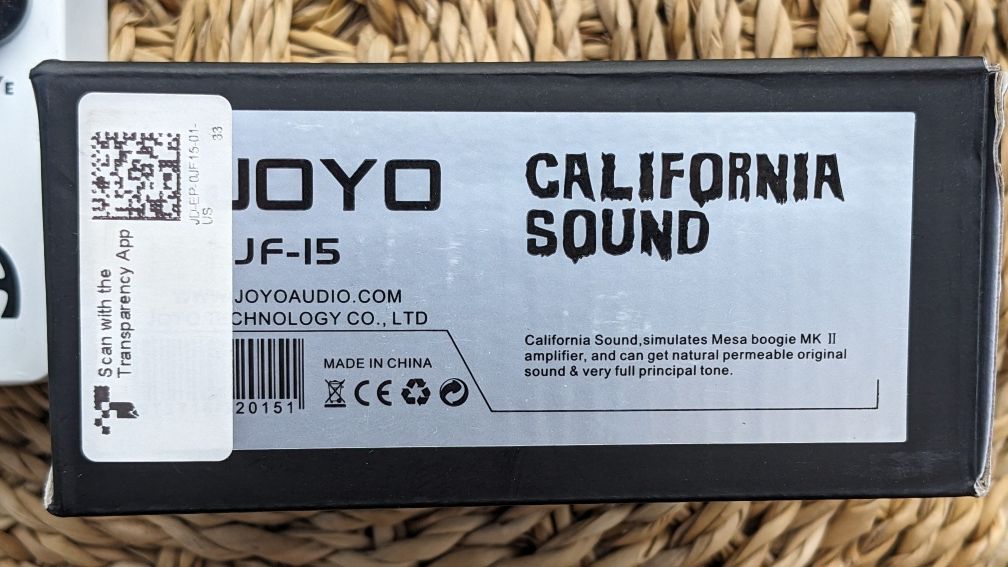 E
Scan with the
Transparency App
JD-EP-0JF15-01-
US
33
JOYO
JF-15
JOYOAUDIO.COM
CHNOLOGY CO., LTD
MADE IN CHINA
CE
20151
CALIFORNIA
SOUND
California Sound,simulates Mesa boogie MK Ⅱ
amplifier, and can get natural permeable original
sound & very full principal tone.